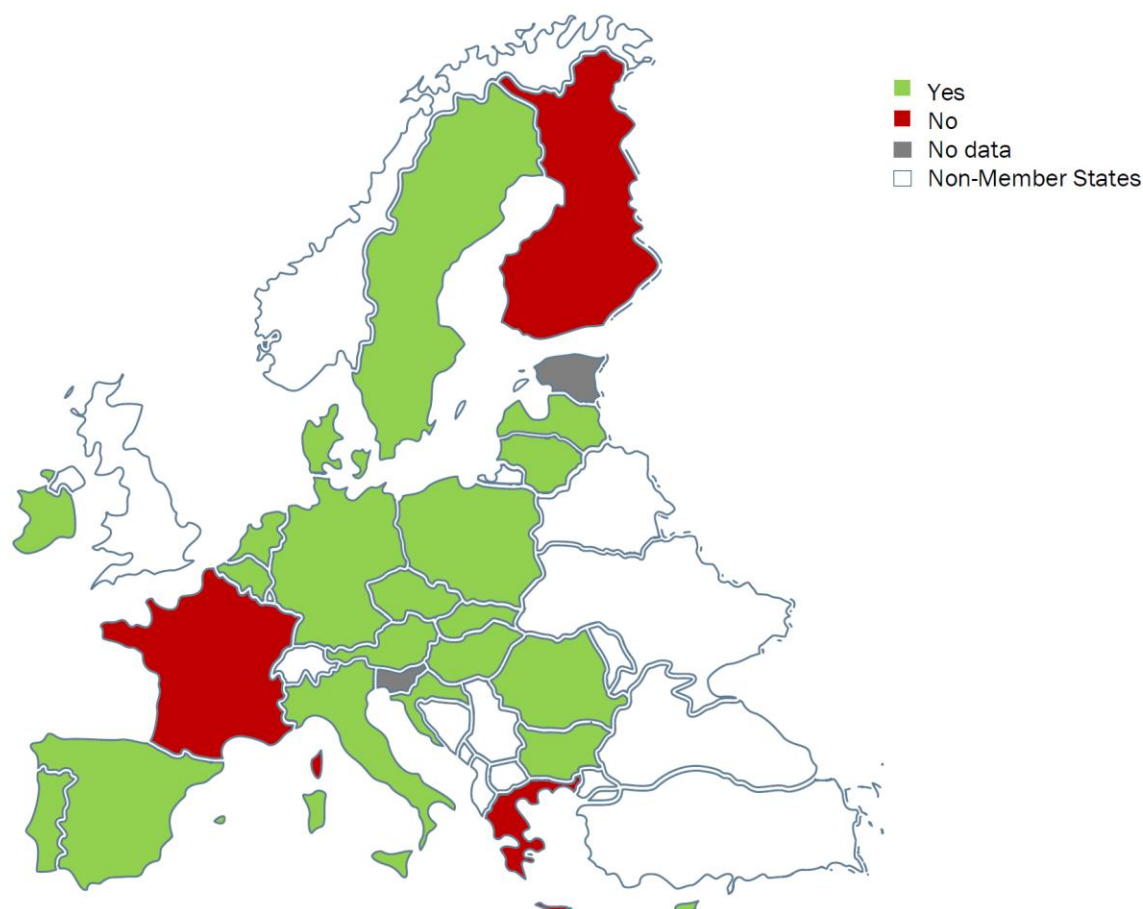 Yes
No
No data
Non-Member States